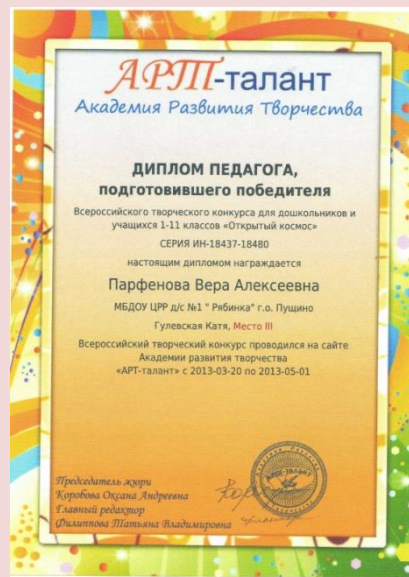 АРТ-талант
Академия Развития Творчества
ДИПЛОМ ПЕДАГОГА,
подготовившего победителя
Всероссийского творческого конкурса для дошкольников и
учащихся 1-11 классов «Открытый космос»
СЕРИЯ ИН-18437-18480
настоящим дипломом награждается
Парфенова Вера Алексеевна
МБДОУ ЦРР д/с №1 " Рябинка" г.о. Пущино
Гулевская Катя, Место III
Всероссийский творческий конкурс проводился на сайте
Академии развития творчества
«АРТ-талант» с 2013-03-20 по 2013-05-01
Председатель жюри
Коробова Оксана Андреевна
Главный редактор
Филиппова Татьяна Владимировна
АРТ-талант